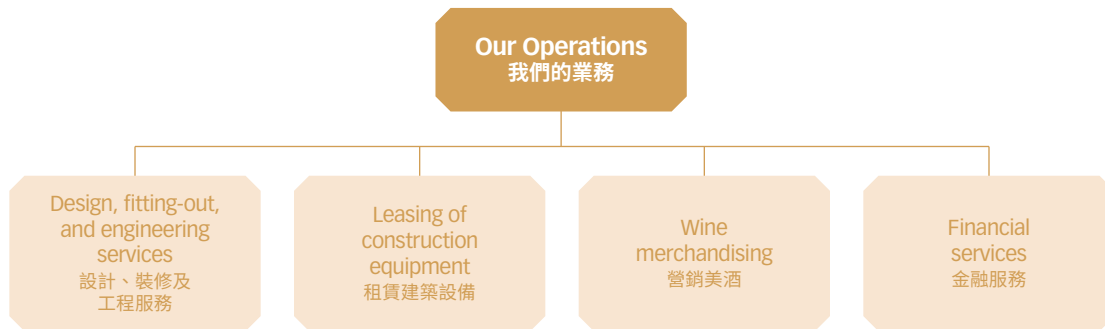 Our Operations
我們的業務
Design, fitting-out,
and engineering
services
設計、裝修及
工程服務
Leasing of
construction
equipment
租賃建築設備
Wine
merchandising
營銷美酒
Financial
services
金融服務